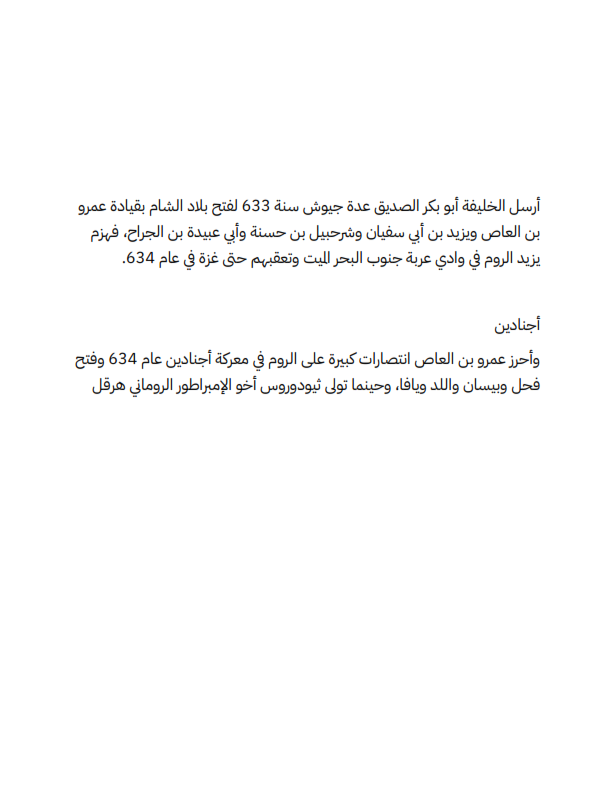 أرسل الخليفة أبو بكر الصديق عدة جيوش سنة 633 لفتح بلاد الشام بقيادة عمرو
بن العاص ويزيد بن أبي سفيان وشرحبيل بن حسنة وأبي عبيدة بن الجراح، فهزم
يزيد الروم في وادي عربة جنوب البحر الميت وتعقبهم حتى غزة في عام 634.
أجنادين
وأحرز عمرو بن العاص انتصارات كبيرة على الروم في معركة أجنادين عام 634 وفتح
فحل وبيسان واللد ويافا، وحينما تولى ثيودوروس أخو الإمبراطور الروماني هرقل